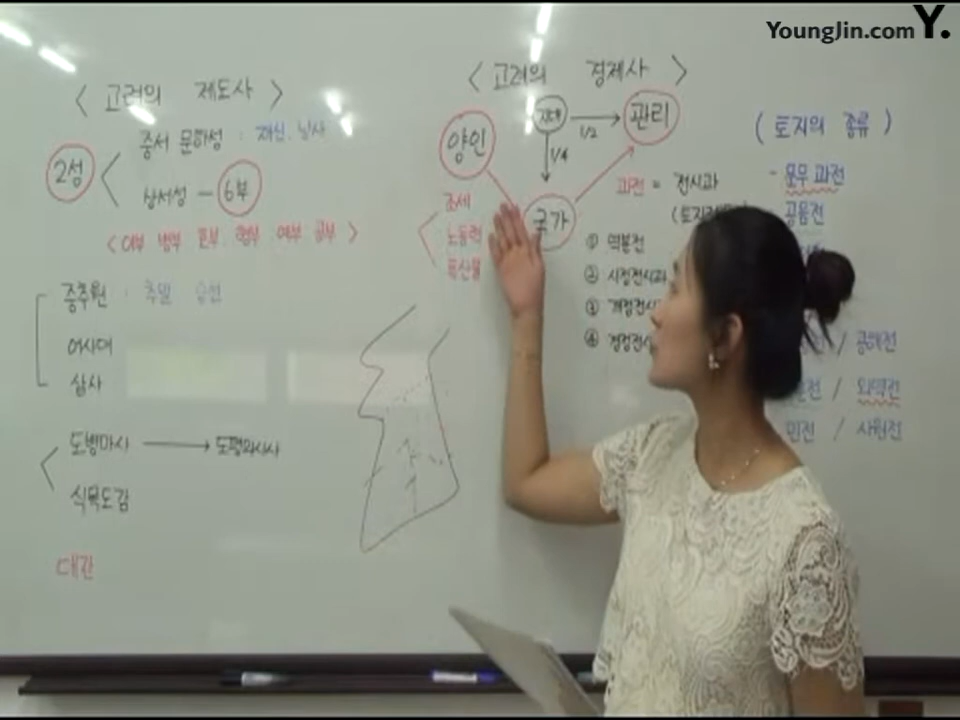 YoungJin.com Y.
< 고려의 제도사 >
2성
중서 문하성 : 재신. 낭사
상서성 - 6부
< 이부 병부. 호부. 형부. 예부 공부 >
중추원 : 추밀 승선
어사대
삼사
도병마사 → 도평의사사
식목도감
대간
< 고려의 경제사 >
양인
관리
1/2
1/4
국가
조세
노동력
특산물
과전 = 전시과
① 역분전
② 시정전시과
③ 개정전시
④ 경정전시
( 토지의 종류 )
- 문무 과전
공음전
/ 공해전
/ 외역전
민전 / 사원전